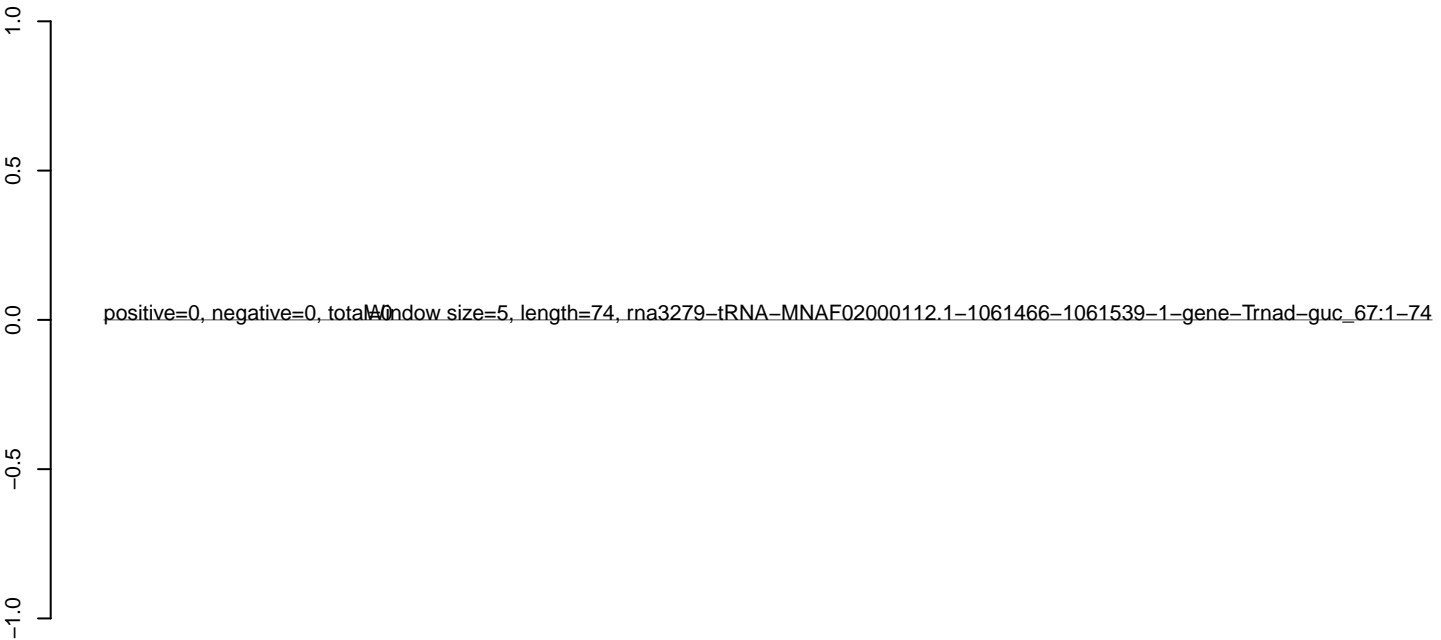 1.0
0.5
0.0
−0.5
−1.0
positive=0, negative=0, total=0
Window size=5, length=74, rna3279−tRNA−MNAF02000112.1−1061466−1061539−1−gene−Trnad−guc_67:1−74